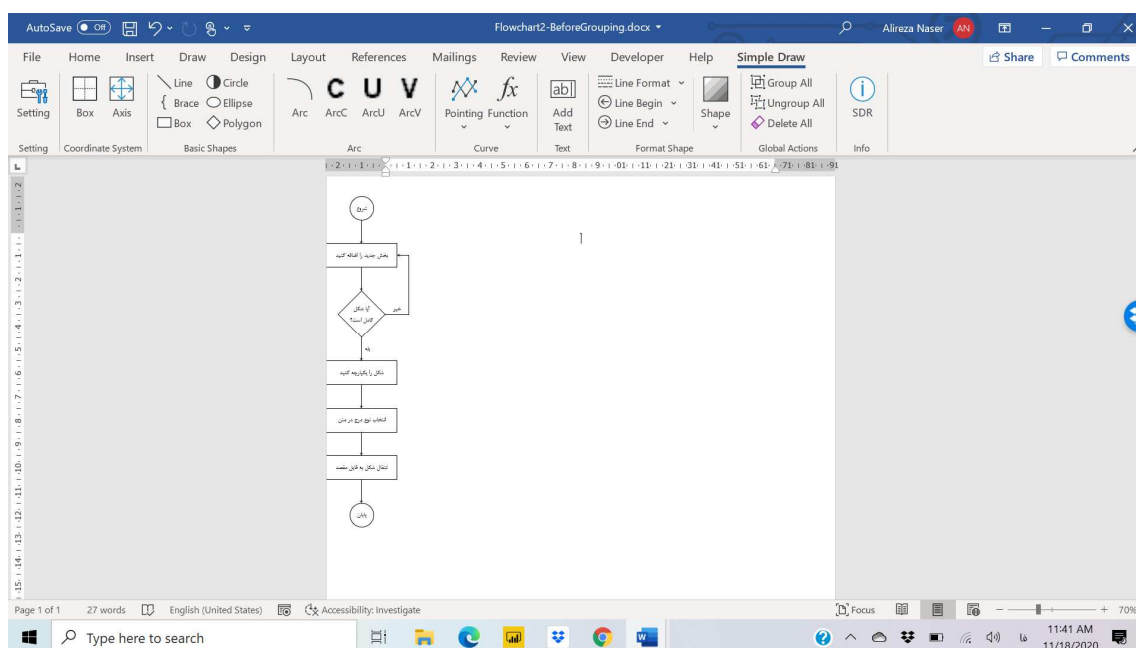 AutoSave Off Flowchart2-BeforeGrouping.docx Alireza Naser AN
File Home Insert Draw Design Layout References Mailings Review View Developer Help Simple Draw Share Comments
Setting
Box Axis
Line Circle
Brace Ellipse
Box Polygon
Arc ArcC ArcU ArcV
Pointing Function
Add Text
Line Format
Line Begin
Line End
Shape
Group All
Ungroup All
Delete All
SDR
Setting Coordinate System Basic Shapes Arc Curve Text Format Shape Global Actions Info
شروع
بخش جدید را اضافه کنید
آیا شکل
کامل است؟
خیر
بله
شکل را یکپارچه کنید
انتخاب نوع درج در متن
انتقال شکل به فایل مقصد
پایان
Page 1 of 1 27 words English (United States) Accessibility: Investigate Focus 70%
Type here to search
فا
11:41 AM
11/18/2020